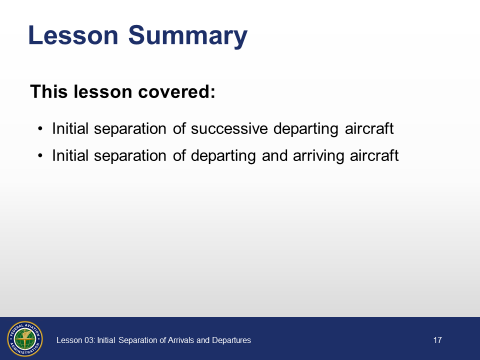 Lesson Summary
This lesson covered:
• Initial separation of successive departing aircraft
• Initial separation of departing and arriving aircraft
Lesson 03: Initial Separation of Arrivals and Departures
17